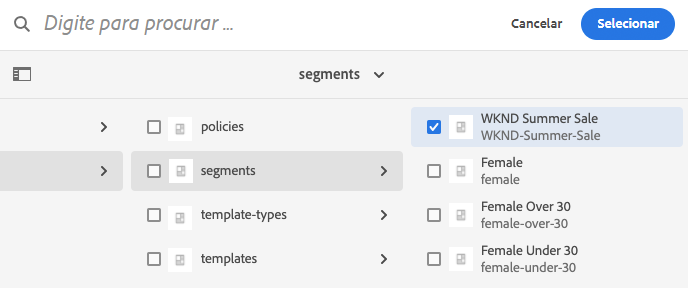 Digite para procurar ...
Cancelar
Selecionar
segments
policies
segments
template-types
templates
WKND Summer Sale
WKND-Summer-Sale
Female
female
Female Over 30
female-over-30
Female Under 30
female-under-30